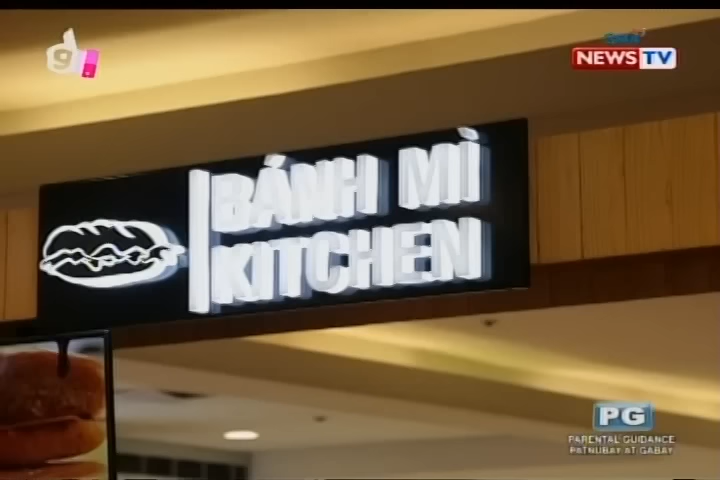 g
NEWS TV
BÁNH MÌ
KITCHEN
PG
PARENTAL GUIDANCE
PATNUBAY AT GABAY